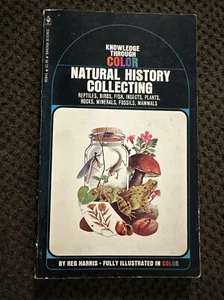 KNOWLEDGE
THROUGH
COLOR
NATURAL HISTORY
COLLECTING
REPTILES, BIRDS, FISH, INSECTS, PLANTS,
ROCKS, MINERALS, FOSSILS, MAMMALS
BY REG HARRIS • FULLY ILLUSTRATED IN COLOR